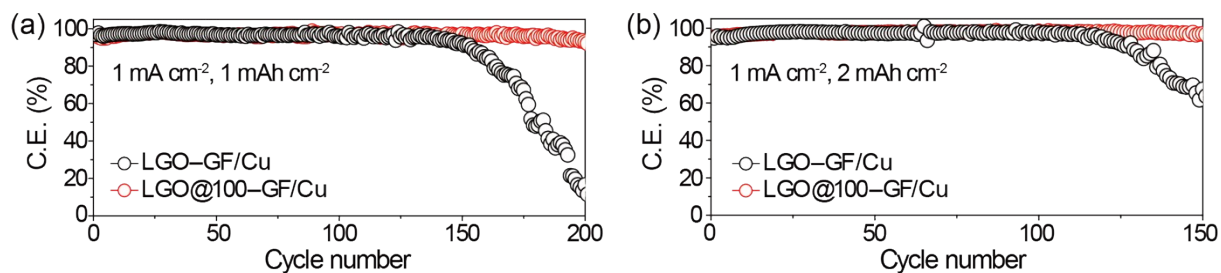 (a)
100
80
60
40
20
0
C.E. (%)
1 mA cm⁻², 1 mAh cm⁻²
LGO–GF/Cu
LGO@100–GF/Cu
0 50 100 150 200
Cycle number
(b)
100
80
60
40
20
0
C.E. (%)
1 mA cm⁻², 2 mAh cm⁻²
LGO–GF/Cu
LGO@100–GF/Cu
0 50 100 150
Cycle number